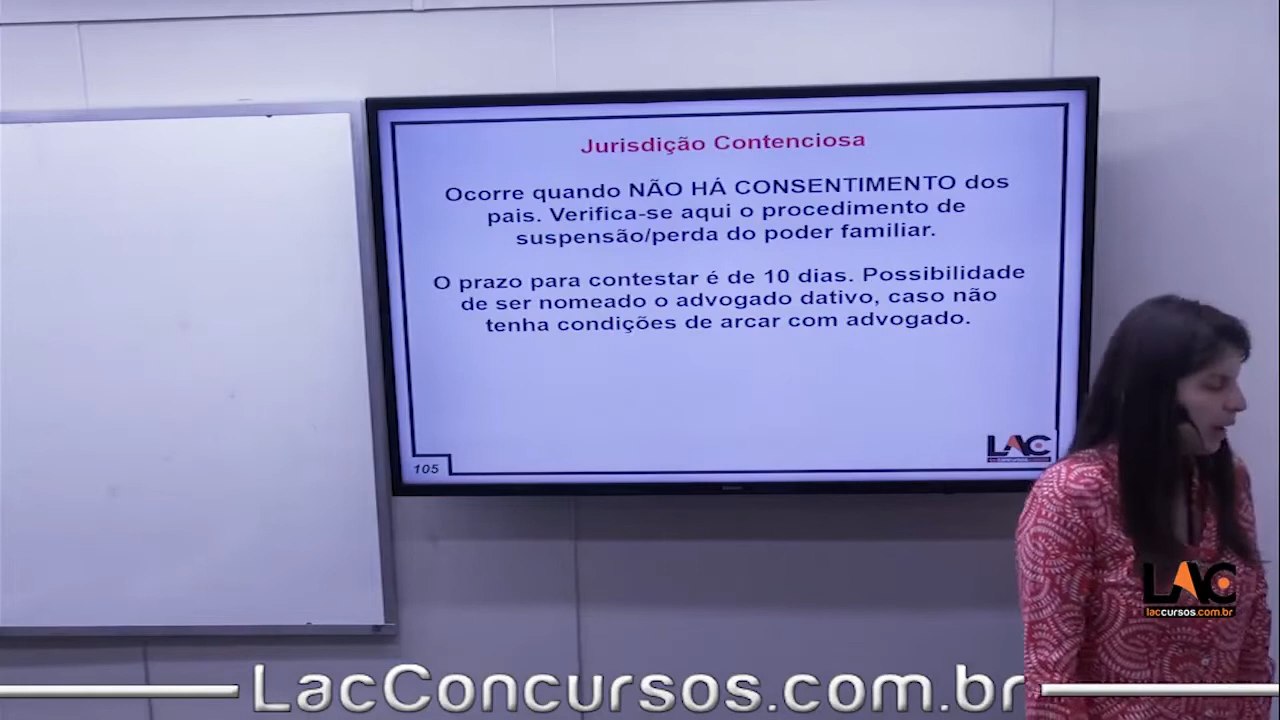 Jurisdição Contenciosa
Ocorre quando NÃO HÁ CONSENTIMENTO dos
pais. Verifica-se aqui o procedimento de
suspensão/perda do poder familiar.
O prazo para contestar é de 10 dias. Possibilidade
de ser nomeado o advogado dativo, caso não
tenha condições de arcar com advogado.
LAC
105
LAC
laccursos.com.br
LacConcursos.com.br